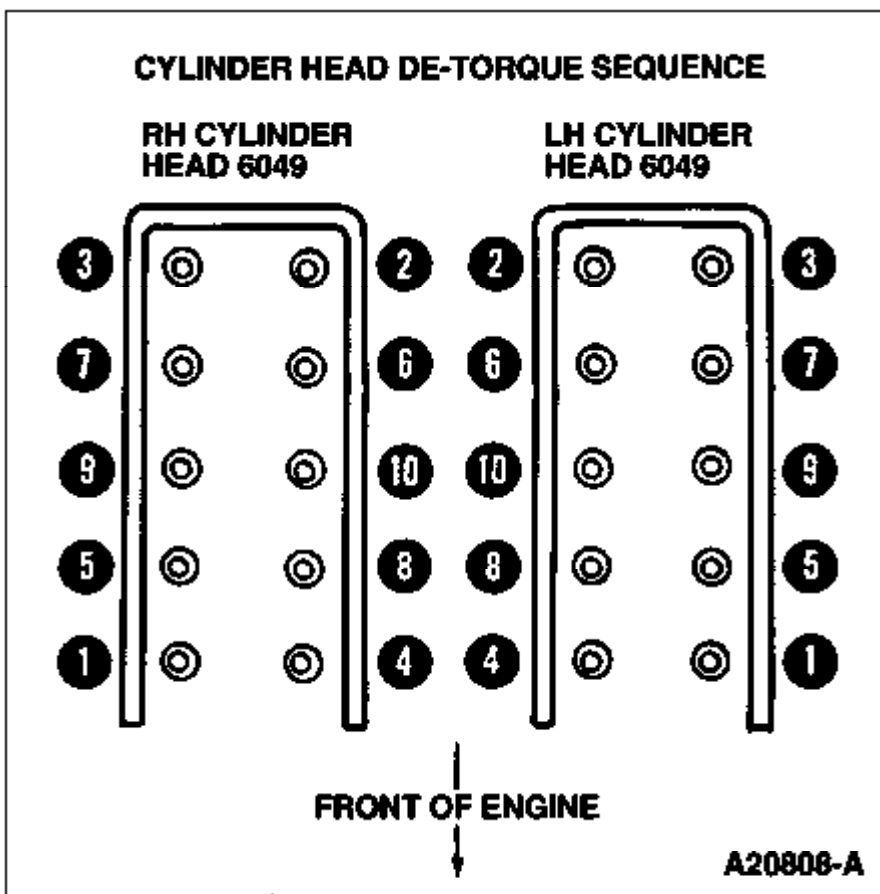 CYLINDER HEAD DE-TORQUE SEQUENCE
RH CYLINDER
HEAD 6049
LH CYLINDER
HEAD 6049
3 2 2 3
7 6 6 7
9 10 10 9
5 8 8 5
1 4 4 1
FRONT OF ENGINE
A20808-A